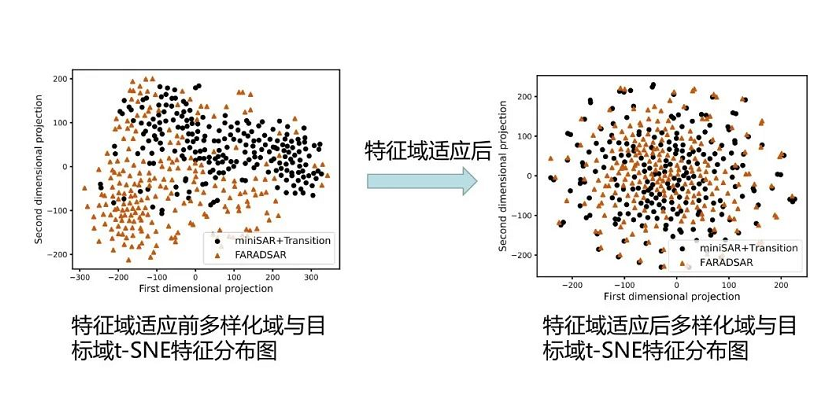 200
100
0
−100
−200
−300
−200
−100
0
100
200
300
Second dimensional projection
First dimensional projection
miniSAR+Transition
FARADSAR
特征域适应后
200
100
0
−100
−200
−200
−100
0
100
200
Second dimensional projection
First dimensional projection
miniSAR+Transition
FARADSAR
特征域适应前多样化域与目
标域t-SNE特征分布图
特征域适应后多样化域与目
标域t-SNE特征分布图